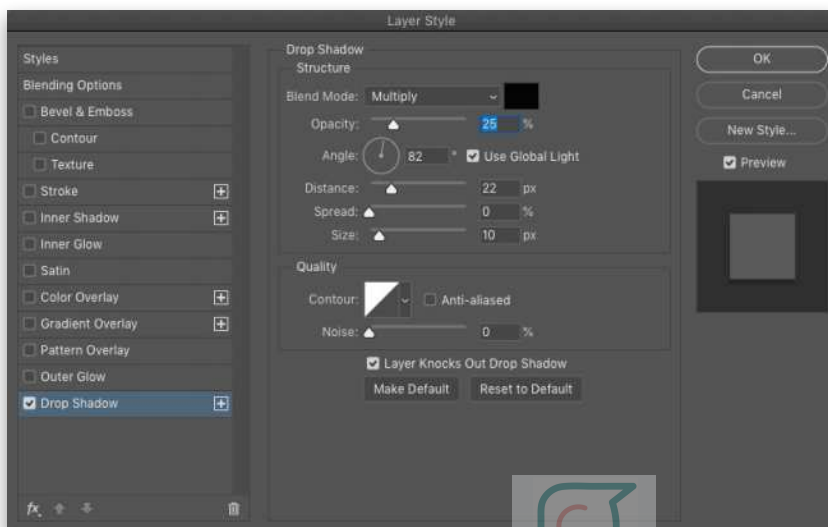 Layer Style
Styles
Blending Options
Bevel & Emboss
Contour
Texture
Stroke
Inner Shadow
Inner Glow
Satin
Color Overlay
Gradient Overlay
Pattern Overlay
Outer Glow
Drop Shadow
fx
Drop Shadow
Structure
Blend Mode: Multiply
Opacity: 25 %
Angle: 82 ° Use Global Light
Distance: 22 px
Spread: 0 %
Size: 10 px
Quality
Contour: Anti-aliased
Noise: 0 %
Layer Knocks Out Drop Shadow
Make Default Reset to Default
OK
Cancel
New Style...
Preview